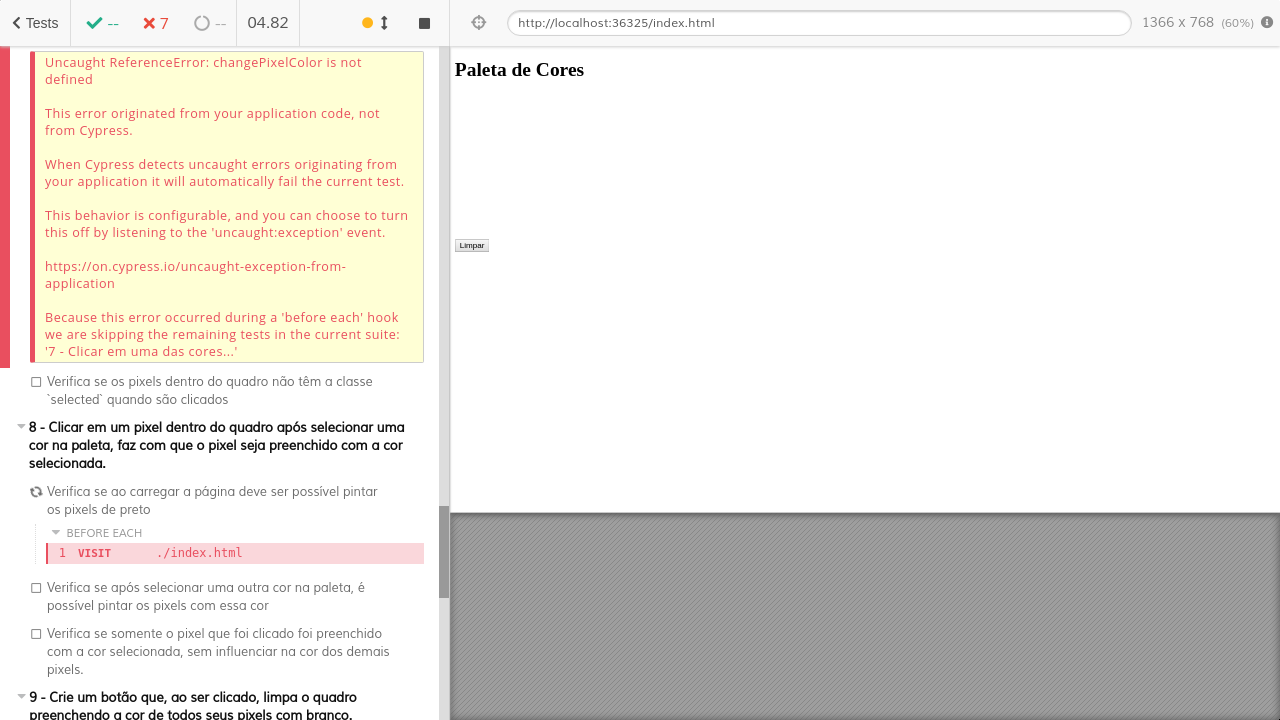 Tests
--
7
--
04.82
http://localhost:36325/index.html
1366 x 768 (60%)
Uncaught ReferenceError: changePixelColor is not
defined
This error originated from your application code, not
from Cypress.
When Cypress detects uncaught errors originating from
your application it will automatically fail the current test.
This behavior is configurable, and you can choose to turn
this off by listening to the 'uncaught:exception' event.
https://on.cypress.io/uncaught-exception-from-
application
Because this error occurred during a 'before each' hook
we are skipping the remaining tests in the current suite:
'7 - Clicar em uma das cores...'
Verifica se os pixels dentro do quadro não têm a classe
`selected` quando são clicados
8 - Clicar em um pixel dentro do quadro após selecionar uma
cor na paleta, faz com que o pixel seja preenchido com a cor
selecionada.
Verifica se ao carregar a página deve ser possível pintar
os pixels de preto
BEFORE EACH
1 VISIT ./index.html
Verifica se após selecionar uma outra cor na paleta, é
possível pintar os pixels com essa cor
Verifica se somente o pixel que foi clicado foi preenchido
com a cor selecionada, sem influenciar na cor dos demais
pixels.
9 - Crie um botão que, ao ser clicado, limpa o quadro
preenchendo a cor de todos seus pixels com branco.
Paleta de Cores
Limpar